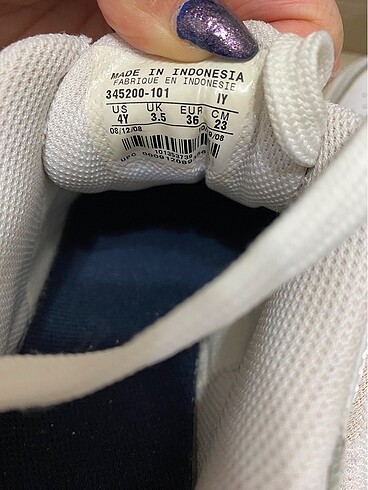 MADE IN INDONESIA
FABRIQUE EN INDONESIE
345200-101 IY
US UK EUR CM
4Y 3.5 36 23
08/12/08
UPC